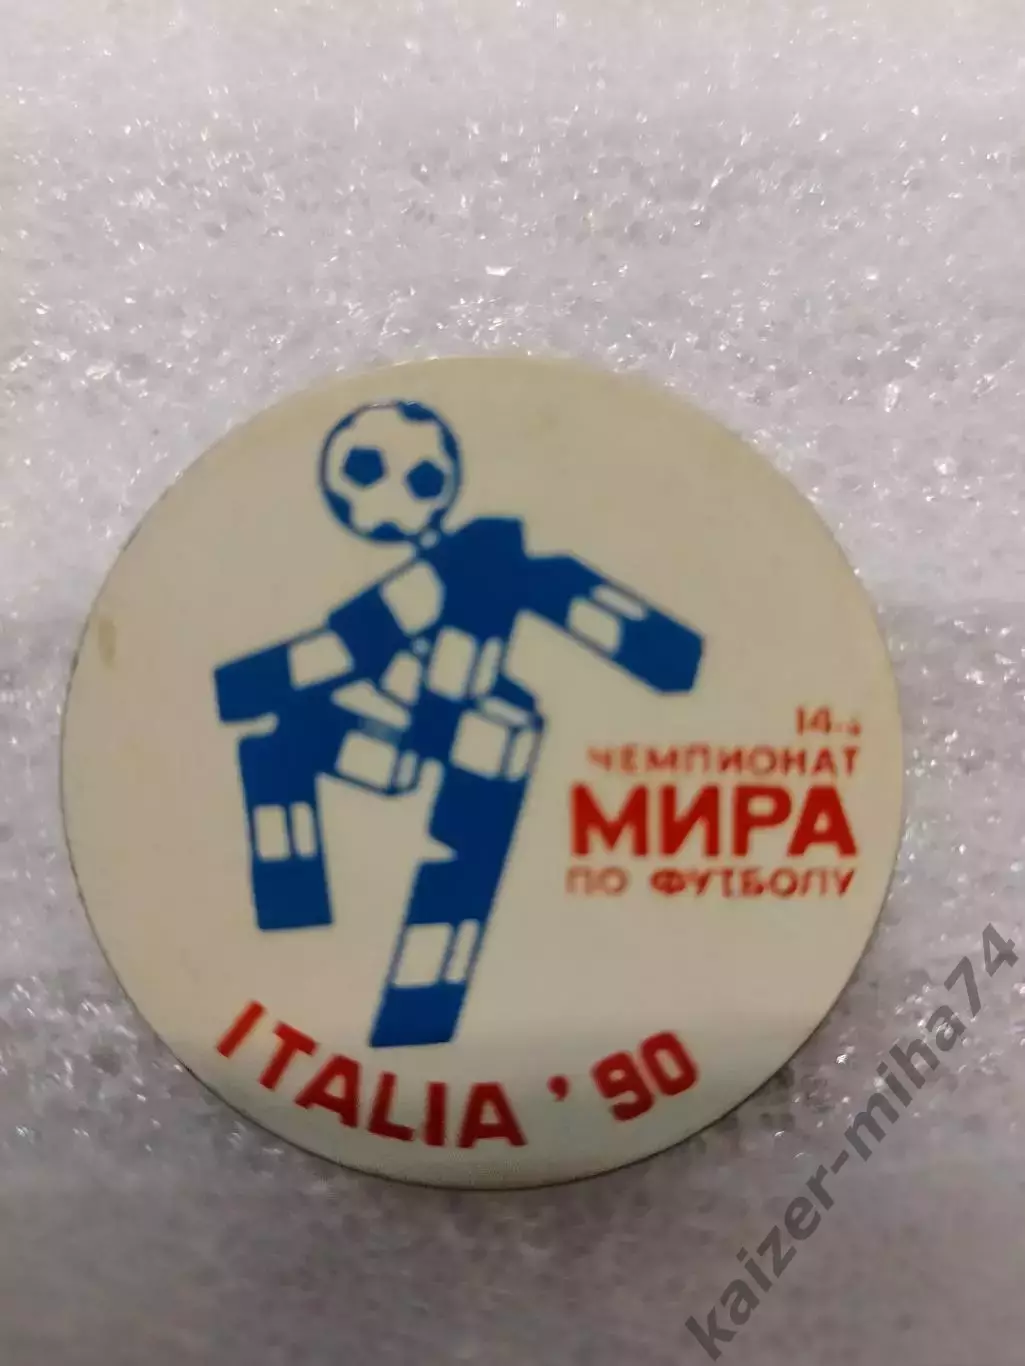 14-й
ЧЕМПИОНАТ
МИРА
ПО ФУТБОЛУ
ITALIA '90
kaizer-miha74